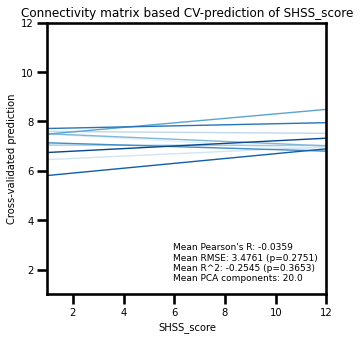 Connectivity matrix based CV-prediction of SHSS_score
12
10
8
6
4
2
Cross-validated prediction
Mean Pearson's R: -0.0359
Mean RMSE: 3.4761 (p=0.2751)
Mean R^2: -0.2545 (p=0.3653)
Mean PCA components: 20.0
2 4 6 8 10 12
SHSS_score